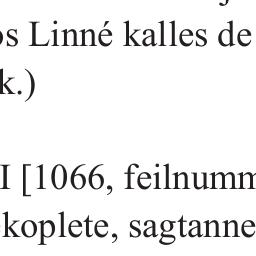 os Linné kalles de
k.)
I [1066, feilnumm
koplete, sagtanne